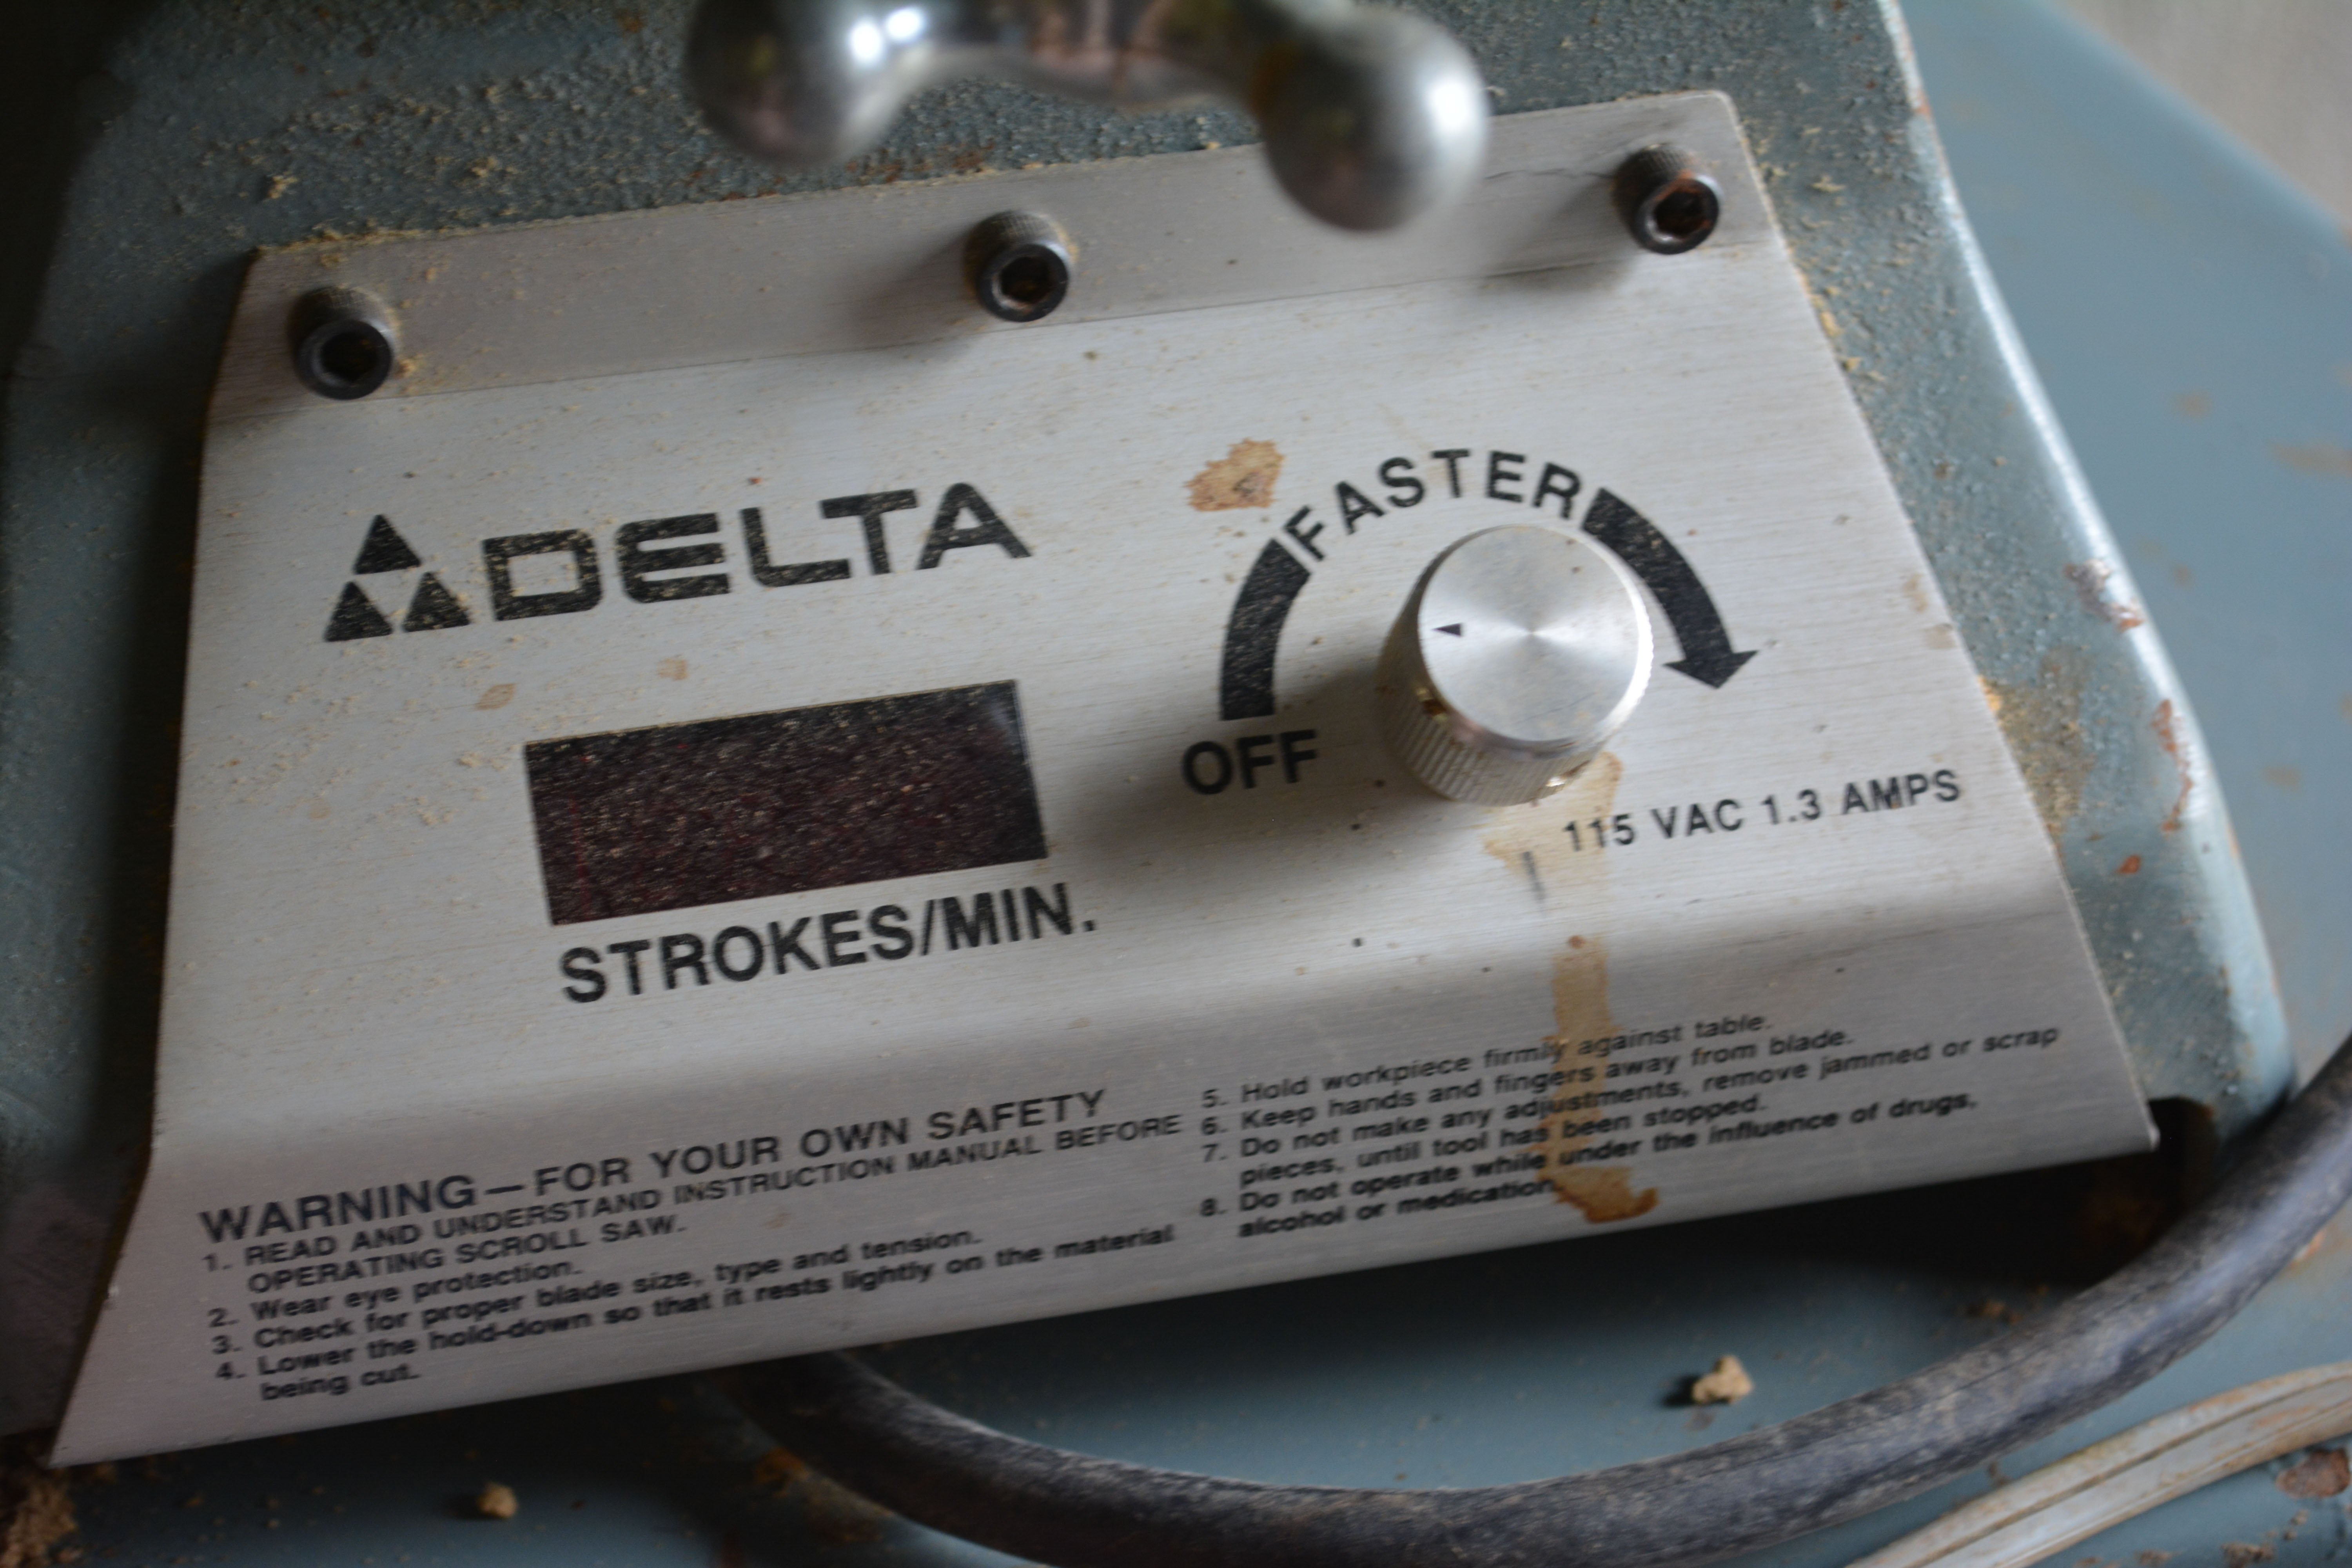 DELTA
FASTER
OFF
115 VAC 1.3 AMPS
STROKES/MIN.
WARNING—FOR YOUR OWN SAFETY
1. READ AND UNDERSTAND INSTRUCTION MANUAL BEFORE
OPERATING SCROLL SAW.
2. Wear eye protection.
3. Check for proper blade size, type and tension.
4. Lower the hold-down so that it rests lightly on the material
being cut.
5. Hold workpiece firmly against table.
6. Keep hands and fingers away from blade.
7. Do not make any adjustments, remove jammed or scrap
pieces, until tool has been stopped.
8. Do not operate while under the influence of drugs,
alcohol or medication.